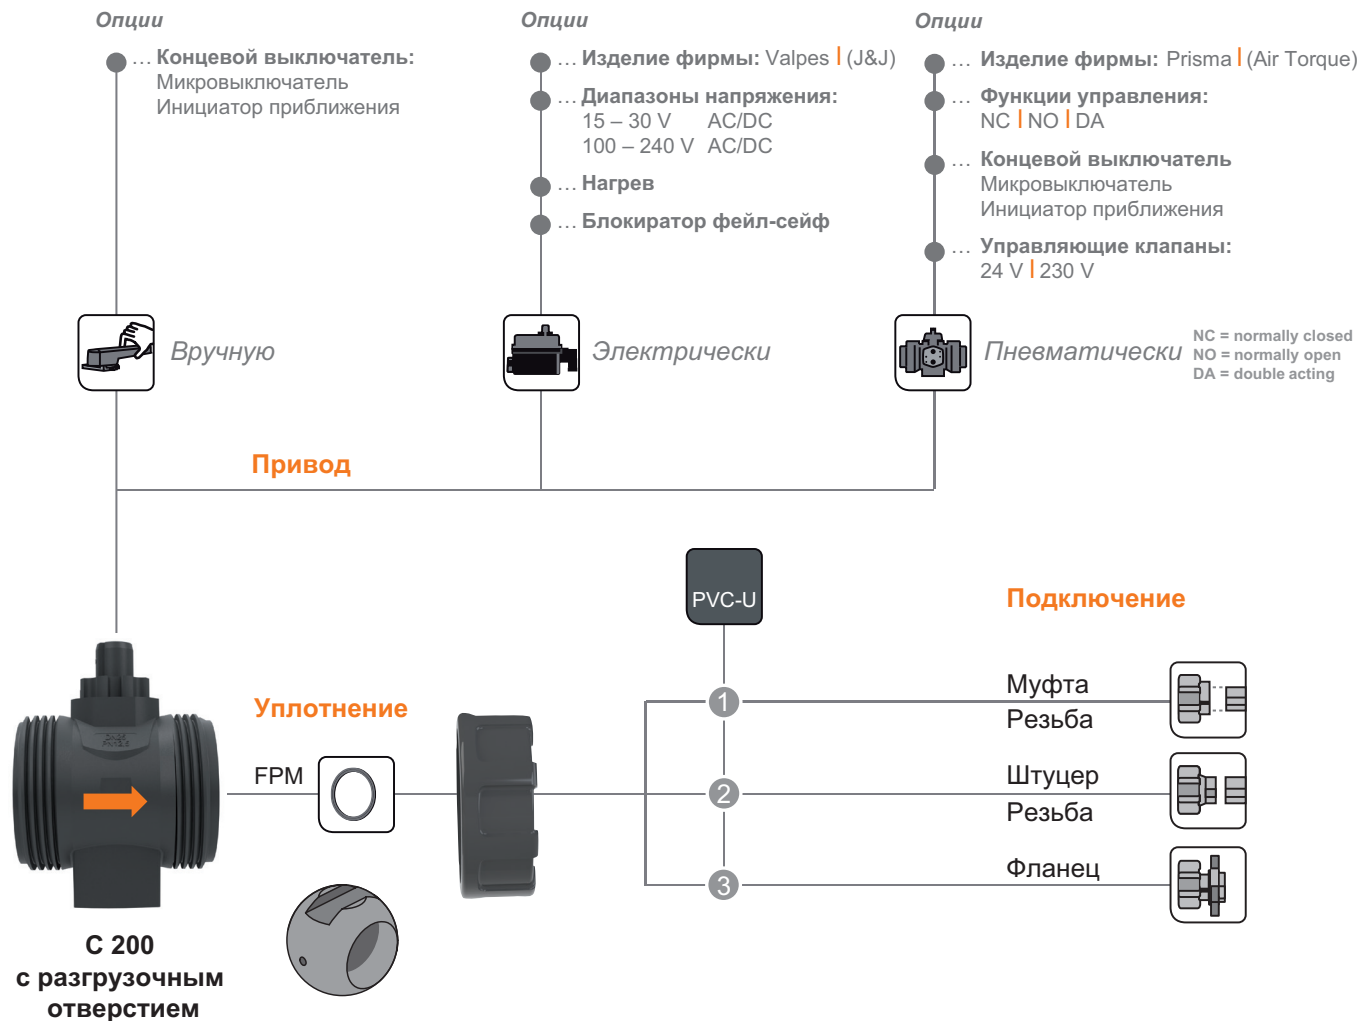 Опции
… Концевой выключатель:
Микровыключатель
Инициатор приближения
Вручную
Опции
… Изделие фирмы: Valpes | (J&J)
… Диапазоны напряжения:
15 – 30 V AC/DC
100 – 240 V AC/DC
… Нагрев
… Блокиратор фейл-сейф
Электрически
Опции
… Изделие фирмы: Prisma | (Air Torque)
… Функции управления:
NC | NO | DA
… Концевой выключатель
Микровыключатель
Инициатор приближения
… Управляющие клапаны:
24 V | 230 V
Пневматически
NC = normally closed
NO = normally open
DA = double acting
Привод
PVC-U
Подключение
Уплотнение
FPM
1
Муфта
Резьба
2
Штуцер
Резьба
3
Фланец
C 200
с разгрузочным
отверстием